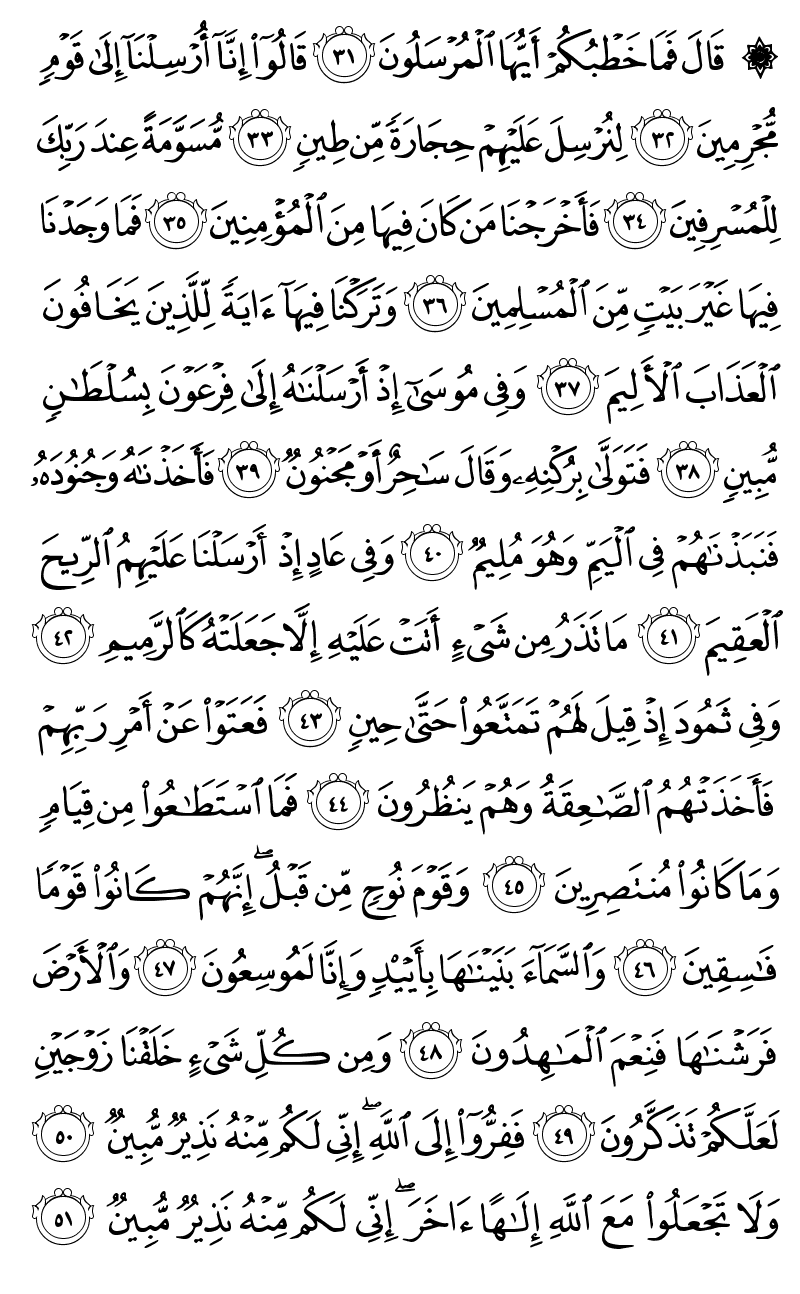 ۞ قَالَ فَمَا خَطۡبُكُمۡ أَيُّهَا ٱلۡمُرۡسَلُونَ ٣١ قَالُوٓاْ إِنَّآ أُرۡسِلۡنَآ إِلَىٰ قَوۡمٖ
مُّجۡرِمِينَ ٣٢ لِنُرۡسِلَ عَلَيۡهِمۡ حِجَارَةٗ مِّن طِينٖ ٣٣ مُّسَوَّمَةً عِندَ رَبِّكَ
لِلۡمُسۡرِفِينَ ٣٤ فَأَخۡرَجۡنَا مَن كَانَ فِيهَا مِنَ ٱلۡمُؤۡمِنِينَ ٣٥ فَمَا وَجَدۡنَا
فِيهَا غَيۡرَ بَيۡتٖ مِّنَ ٱلۡمُسۡلِمِينَ ٣٦ وَتَرَكۡنَا فِيهَآ ءَايَةٗ لِّلَّذِينَ يَخَافُونَ
ٱلۡعَذَابَ ٱلۡأَلِيمَ ٣٧ وَفِي مُوسَىٰٓ إِذۡ أَرۡسَلۡنَٰهُ إِلَىٰ فِرۡعَوۡنَ بِسُلۡطَٰنٖ
مُّبِينٖ ٣٨ فَتَوَلَّىٰ بِرُكۡنِهِۦ وَقَالَ سَٰحِرٌ أَوۡ مَجۡنُونٞ ٣٩ فَأَخَذۡنَٰهُ وَجُنُودَهُۥ
فَنَبَذۡنَٰهُمۡ فِي ٱلۡيَمِّ وَهُوَ مُلِيمٞ ٤٠ وَفِي عَادٍ إِذۡ أَرۡسَلۡنَا عَلَيۡهِمُ ٱلرِّيحَ
ٱلۡعَقِيمَ ٤١ مَا تَذَرُ مِن شَيۡءٍ أَتَتۡ عَلَيۡهِ إِلَّا جَعَلَتۡهُ كَٱلرَّمِيمِ ٤٢
وَفِي ثَمُودَ إِذۡ قِيلَ لَهُمۡ تَمَتَّعُواْ حَتَّىٰ حِينٖ ٤٣ فَعَتَوۡاْ عَنۡ أَمۡرِ رَبِّهِمۡ
فَأَخَذَتۡهُمُ ٱلصَّٰعِقَةُ وَهُمۡ يَنظُرُونَ ٤٤ فَمَا ٱسۡتَطَٰعُواْ مِن قِيَامٖ
وَمَا كَانُواْ مُنتَصِرِينَ ٤٥ وَقَوۡمَ نُوحٖ مِّن قَبۡلُۖ إِنَّهُمۡ كَانُواْ قَوۡمٗا
فَٰسِقِينَ ٤٦ وَٱلسَّمَآءَ بَنَيۡنَٰهَا بِأَيۡيْدٖ وَإِنَّا لَمُوسِعُونَ ٤٧ وَٱلۡأَرۡضَ
فَرَشۡنَٰهَا فَنِعۡمَ ٱلۡمَٰهِدُونَ ٤٨ وَمِن كُلِّ شَيۡءٍ خَلَقۡنَا زَوۡجَيۡنِ
لَعَلَّكُمۡ تَذَكَّرُونَ ٤٩ فَفِرُّوٓاْ إِلَى ٱللَّهِۖ إِنِّي لَكُم مِّنۡهُ نَذِيرٞ مُّبِينٞ ٥٠
وَلَا تَجۡعَلُواْ مَعَ ٱللَّهِ إِلَٰهًا ءَاخَرَۖ إِنِّي لَكُم مِّنۡهُ نَذِيرٞ مُّبِينٞ ٥١